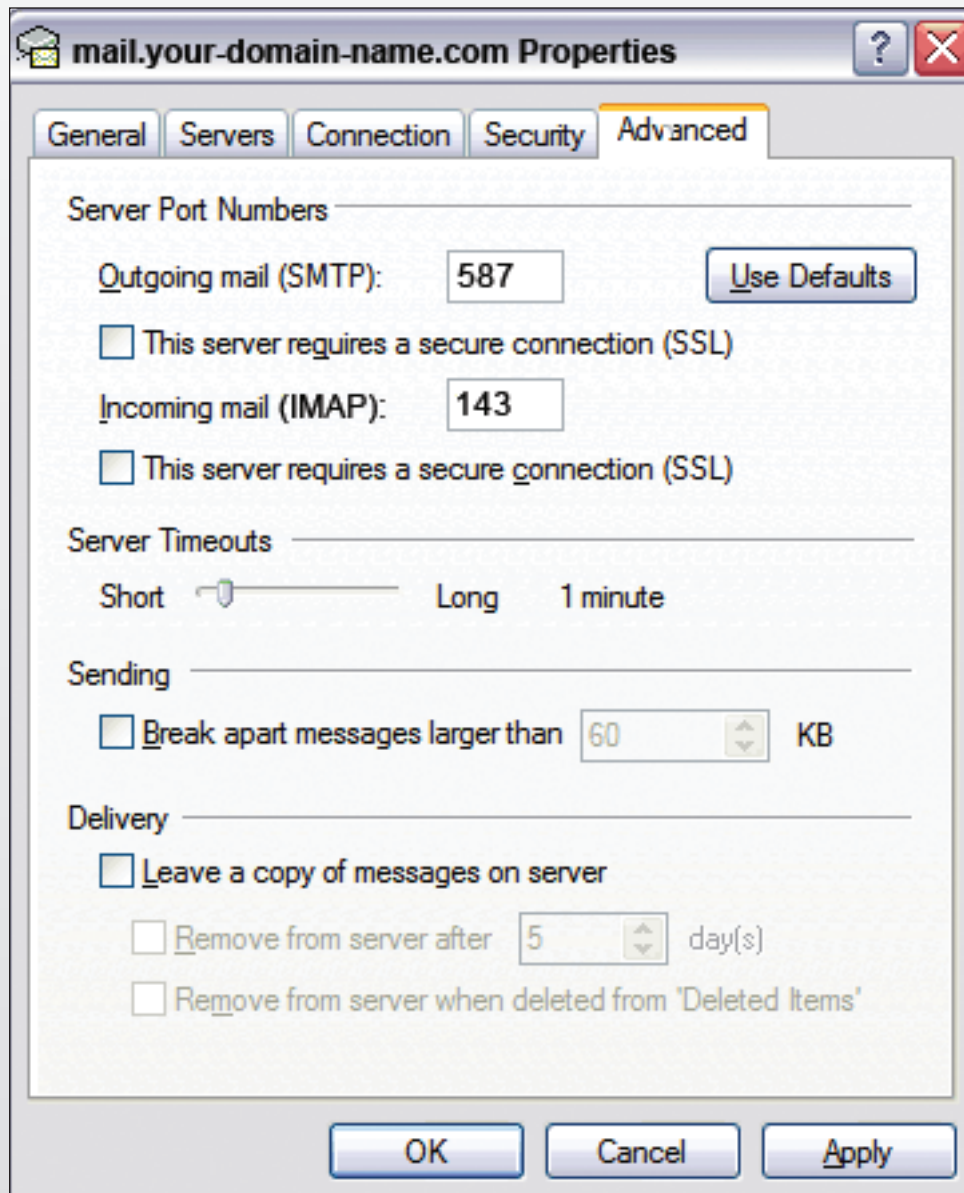 mail.your-domain-name.com Properties
General Servers Connection Security Advanced
Server Port Numbers
Outgoing mail (SMTP): 587 Use Defaults
This server requires a secure connection (SSL)
Incoming mail (IMAP): 143
This server requires a secure connection (SSL)
Server Timeouts
Short Long 1 minute
Sending
Break apart messages larger than 60 KB
Delivery
Leave a copy of messages on server
Remove from server after 5 day(s)
Remove from server when deleted from 'Deleted Items'
OK Cancel Apply